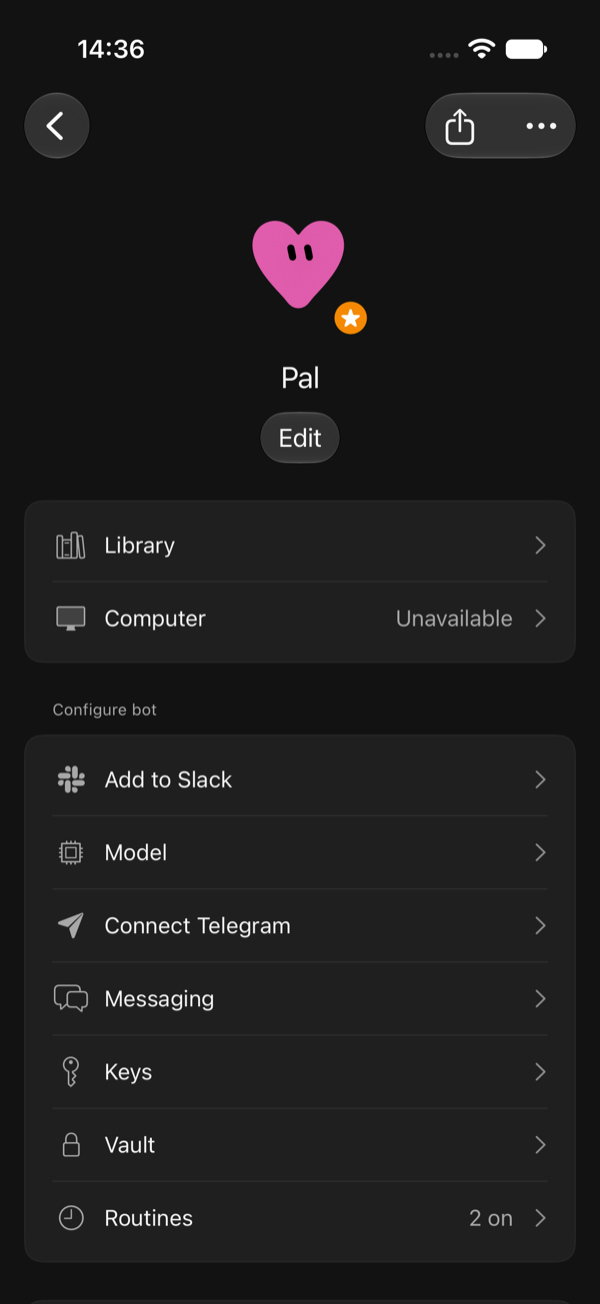 14:36
Pal
Edit
Library
Computer Unavailable
Configure bot
Add to Slack
Model
Connect Telegram
Messaging
Keys
Vault
Routines 2 on